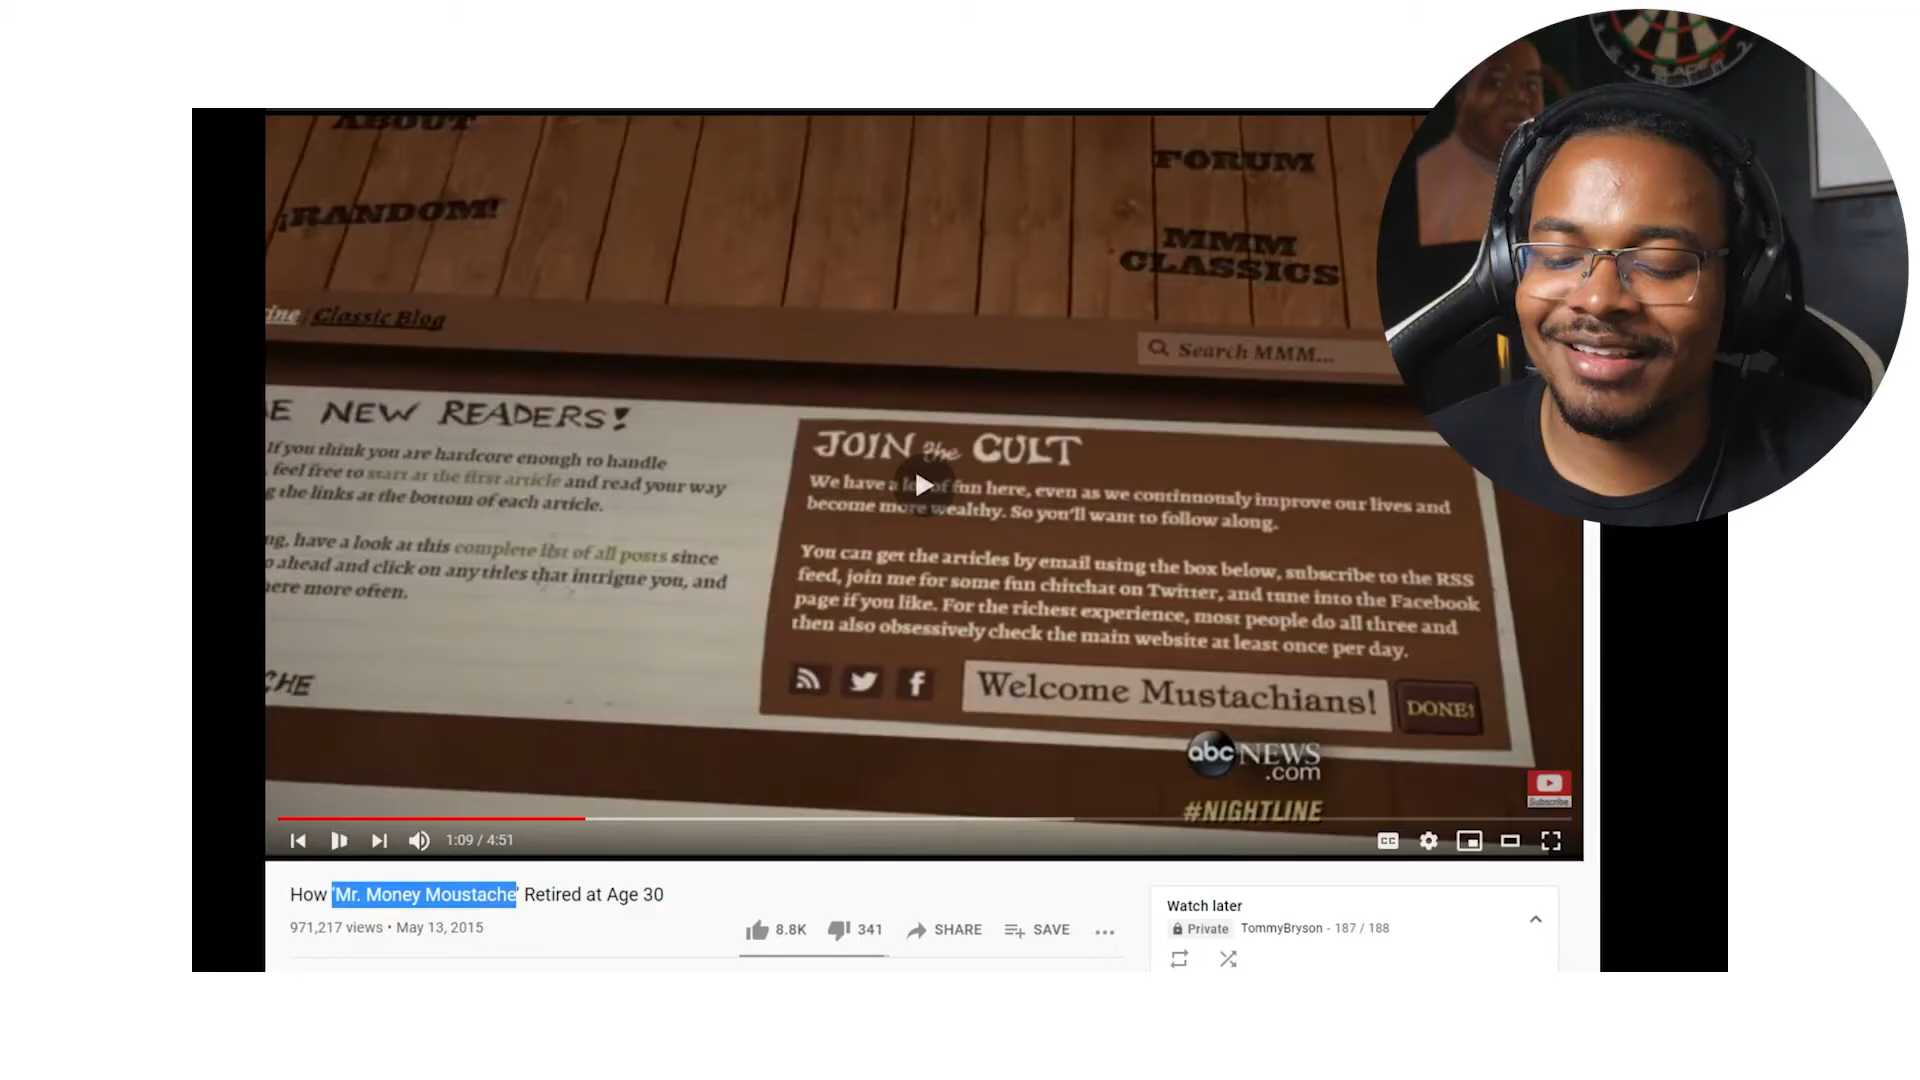 ABOUT
FORUM
¡RANDOM!
MMM
CLASSICS
Classic Blog
Search MMM...
NEW READERS!
If you think you are hardcore enough to handle
feel free to start at the first article and read your way
the links at the bottom of each article.
have a look at this complete list of all posts since
ahead and click on any titles that intrigue you, and
more often.
JOIN the CULT
We have a lot of fun here, even as we continuously improve our lives and
become more wealthy. So you'll want to follow along.
You can get the articles by email using the box below, subscribe to the RSS
feed, join me for some fun chitchat on Twitter, and tune into the Facebook
page if you like. For the richest experience, most people do all three and
then also obsessively check the main website at least once per day.
Welcome Mustachians!
DONE!
abc NEWS
.com
#NIGHTLINE
Subscribe
1:09 / 4:51
CC
How 'Mr. Money Moustache' Retired at Age 30
971,217 views • May 13, 2015
8.8K
341
SHARE
SAVE
Watch later
Private
TommyBryson - 187 / 188